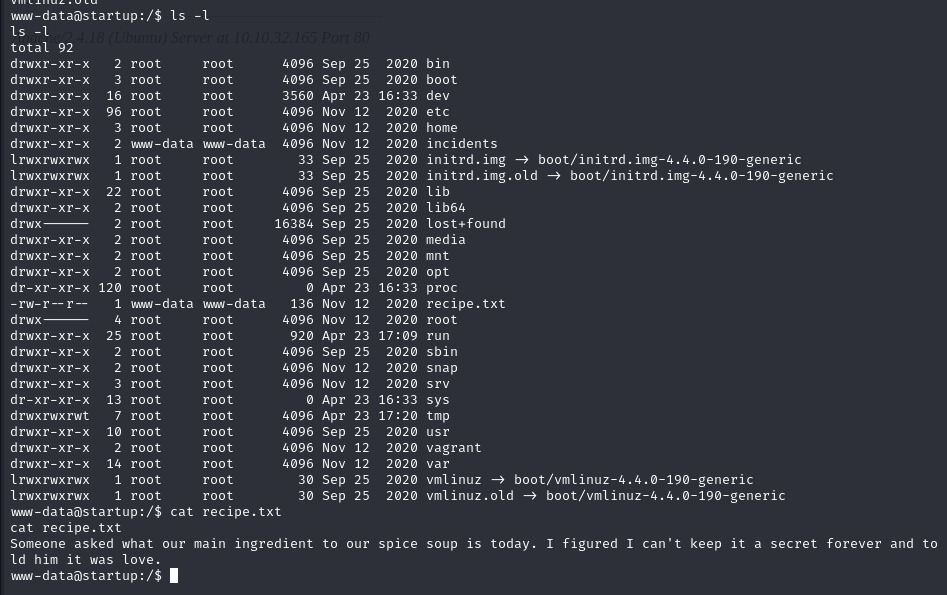 vmlinuz.old
www-data@startup:/$ ls -l
ls -l
Apache/2.4.18 (Ubuntu) Server at 10.10.32.165 Port 80
total 92
drwxr-xr-x   2 root     root      4096 Sep 25  2020 bin
drwxr-xr-x   3 root     root      4096 Sep 25  2020 boot
drwxr-xr-x  16 root     root      3560 Apr 23 16:33 dev
drwxr-xr-x  96 root     root      4096 Nov 12  2020 etc
drwxr-xr-x   3 root     root      4096 Nov 12  2020 home
drwxr-xr-x   2 www-data www-data  4096 Nov 12  2020 incidents
lrwxrwxrwx   1 root     root        33 Sep 25  2020 initrd.img → boot/initrd.img-4.4.0-190-generic
lrwxrwxrwx   1 root     root        33 Sep 25  2020 initrd.img.old → boot/initrd.img-4.4.0-190-generic
drwxr-xr-x  22 root     root      4096 Sep 25  2020 lib
drwxr-xr-x   2 root     root      4096 Sep 25  2020 lib64
drwx------   2 root     root     16384 Sep 25  2020 lost+found
drwxr-xr-x   2 root     root      4096 Sep 25  2020 media
drwxr-xr-x   2 root     root      4096 Sep 25  2020 mnt
drwxr-xr-x   2 root     root      4096 Sep 25  2020 opt
dr-xr-xr-x 120 root     root         0 Apr 23 16:33 proc
-rw-r--r--   1 www-data www-data   136 Nov 12  2020 recipe.txt
drwx------   4 root     root      4096 Nov 12  2020 root
drwxr-xr-x  25 root     root       920 Apr 23 17:09 run
drwxr-xr-x   2 root     root      4096 Sep 25  2020 sbin
drwxr-xr-x   2 root     root      4096 Nov 12  2020 snap
drwxr-xr-x   3 root     root      4096 Nov 12  2020 srv
dr-xr-xr-x  13 root     root         0 Apr 23 16:33 sys
drwxrwxrwt   7 root     root      4096 Apr 23 17:20 tmp
drwxr-xr-x  10 root     root      4096 Sep 25  2020 usr
drwxr-xr-x   2 root     root      4096 Nov 12  2020 vagrant
drwxr-xr-x  14 root     root      4096 Nov 12  2020 var
lrwxrwxrwx   1 root     root        30 Sep 25  2020 vmlinuz → boot/vmlinuz-4.4.0-190-generic
lrwxrwxrwx   1 root     root        30 Sep 25  2020 vmlinuz.old → boot/vmlinuz-4.4.0-190-generic
www-data@startup:/$ cat recipe.txt
cat recipe.txt
Someone asked what our main ingredient to our spice soup is today. I figured I can't keep it a secret forever and to
ld him it was love.
www-data@startup:/$